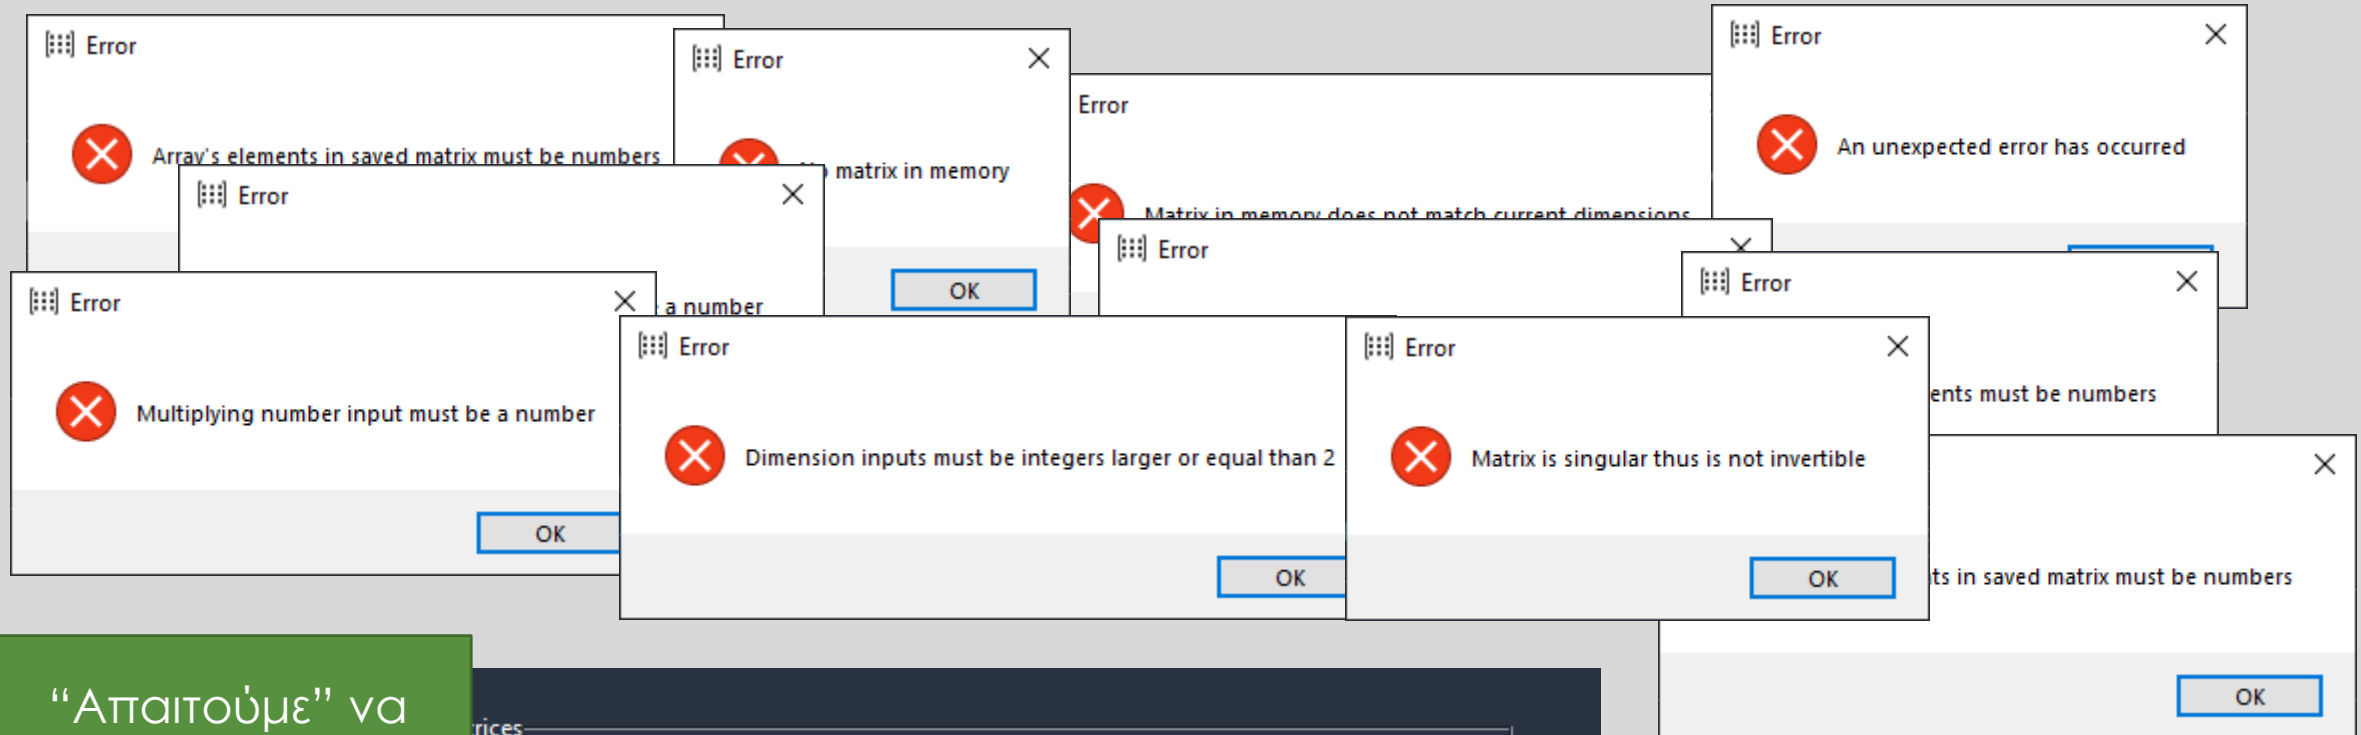 Error
Array's elements in saved matrix must be numbers
Error
matrix in memory
OK
Error
Matrix in memory does not match current dimensions
Error
An unexpected error has occurred
Error
a number
Error
Error
must be numbers
Error
Multiplying number input must be a number
OK
Error
Dimension inputs must be integers larger or equal than 2
OK
Error
Matrix is singular thus is not invertible
OK
in saved matrix must be numbers
OK
“Απαιτούμε” να